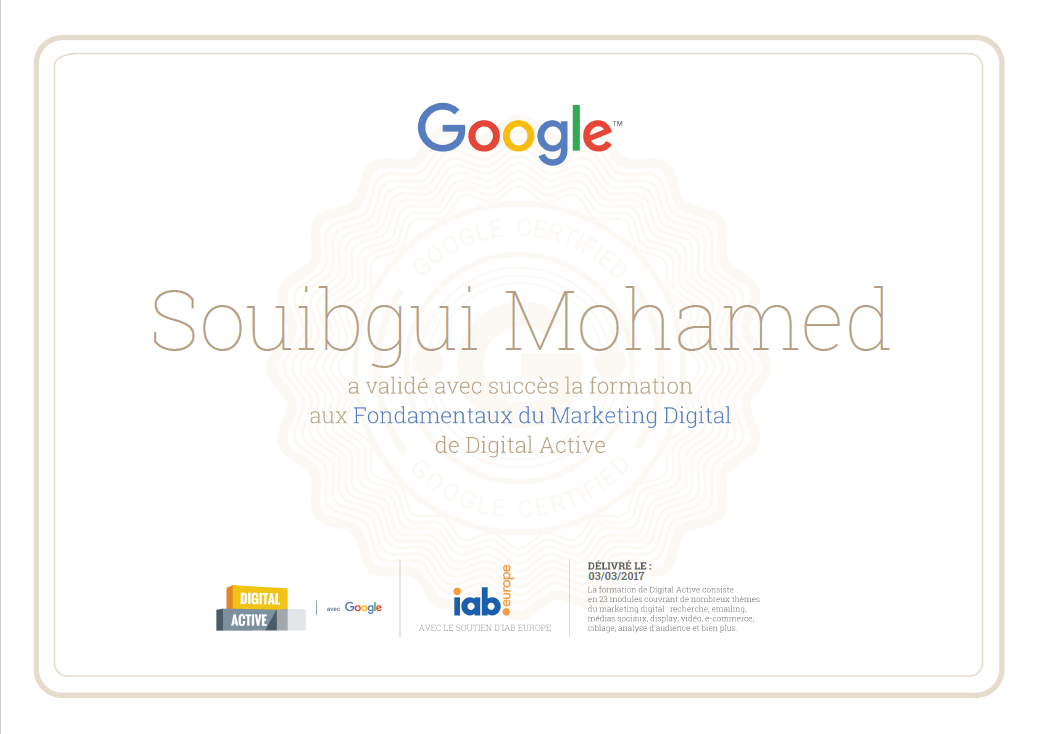 Google™
GOOGLE CERTIFIED
Souibgui Mohamed
a validé avec succès la formation
aux Fondamentaux du Marketing Digital
de Digital Active
GOOGLE CERTIFIED
DIGITAL
ACTIVE
avec Google
iab.europe
AVEC LE SOUTIEN D'IAB EUROPE
DÉLIVRÉ LE :
03/03/2017
La formation de Digital Active consiste
en 23 modules couvrant de nombreux thèmes
du marketing digital : recherche, emailing,
médias sociaux, display, vidéo, e-commerce,
ciblage, analyse d'audience et bien plus.